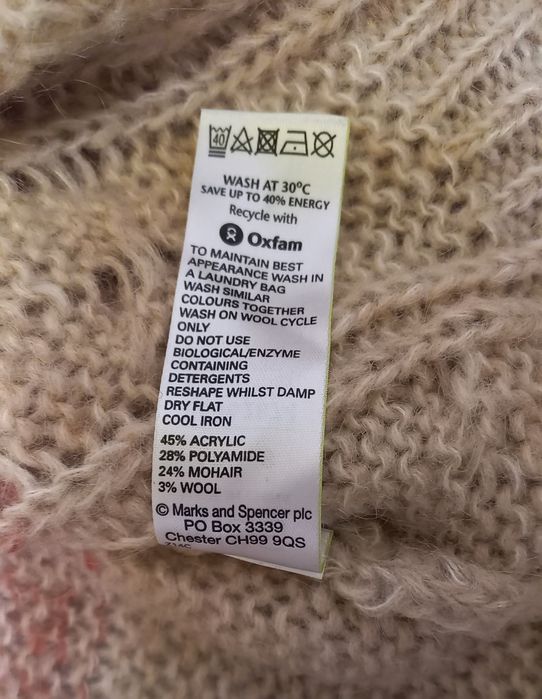 40
WASH AT 30°C
SAVE UP TO 40% ENERGY
Recycle with
Oxfam
TO MAINTAIN BEST
APPEARANCE WASH IN
A LAUNDRY BAG
WASH SIMILAR
COLOURS TOGETHER
WASH ON WOOL CYCLE
ONLY
DO NOT USE
BIOLOGICAL/ENZYME
CONTAINING
DETERGENTS
RESHAPE WHILST DAMP
DRY FLAT
COOL IRON
45% ACRYLIC
28% POLYAMIDE
24% MOHAIR
3% WOOL
© Marks and Spencer plc
PO Box 3339
Chester CH99 9QS